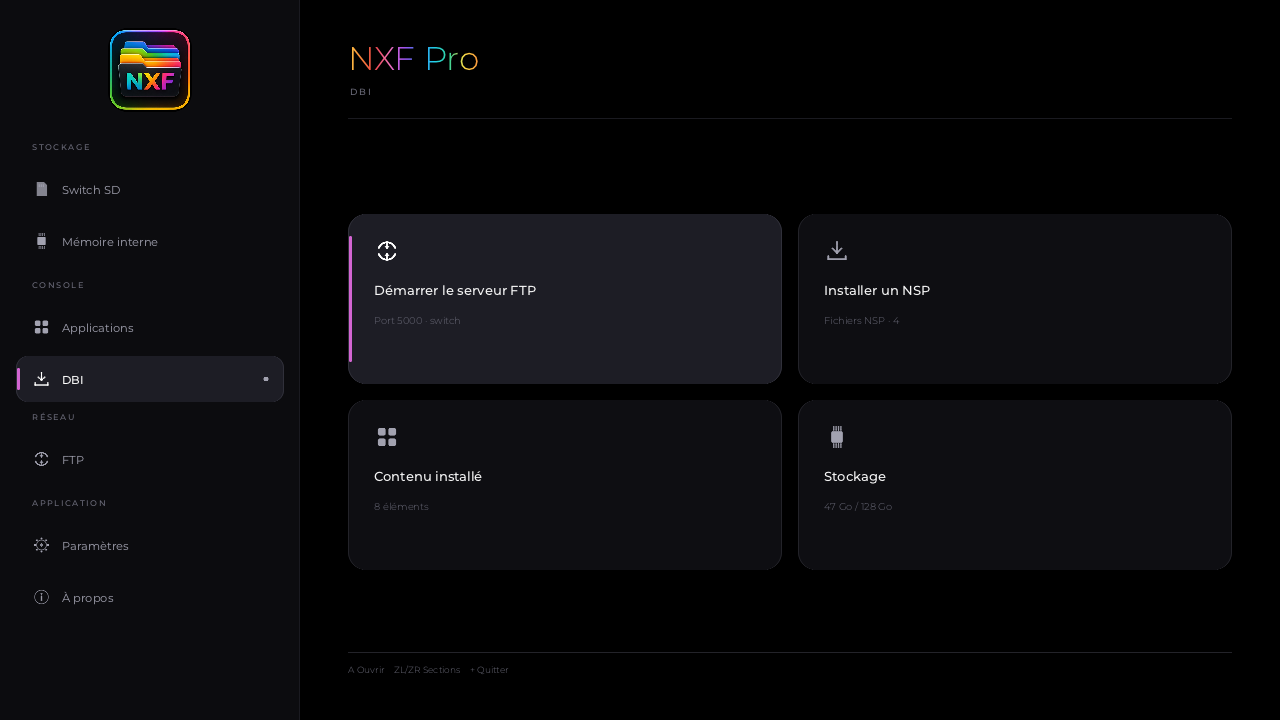 NXF
STOCKAGE
Switch SD
Mémoire interne
CONSOLE
Applications
DBI
RÉSEAU
FTP
APPLICATION
Paramètres
À propos
NXF Pro
DBI
Démarrer le serveur FTP
Port 5000 · switch
Installer un NSP
Fichiers NSP · 4
Contenu installé
8 éléments
Stockage
47 Go / 128 Go
A Ouvrir · ZL/ZR Sections · + Quitter